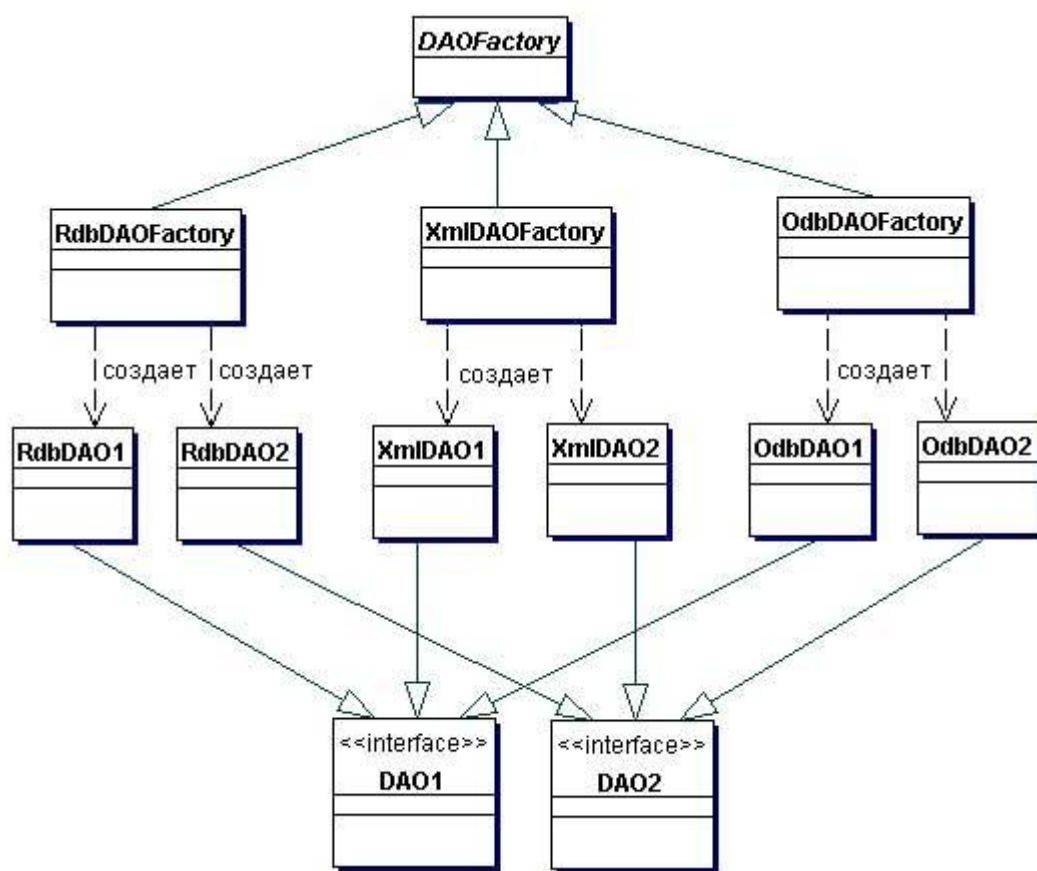 DAOFactory
RdbDAOFactory
XmlDAOFactory
OdbDAOFactory
создает
создает
создает
создает
RdbDAO1
RdbDAO2
XmlDAO1
XmlDAO2
OdbDAO1
OdbDAO2
<<interface>>
DAO1
<<interface>>
DAO2